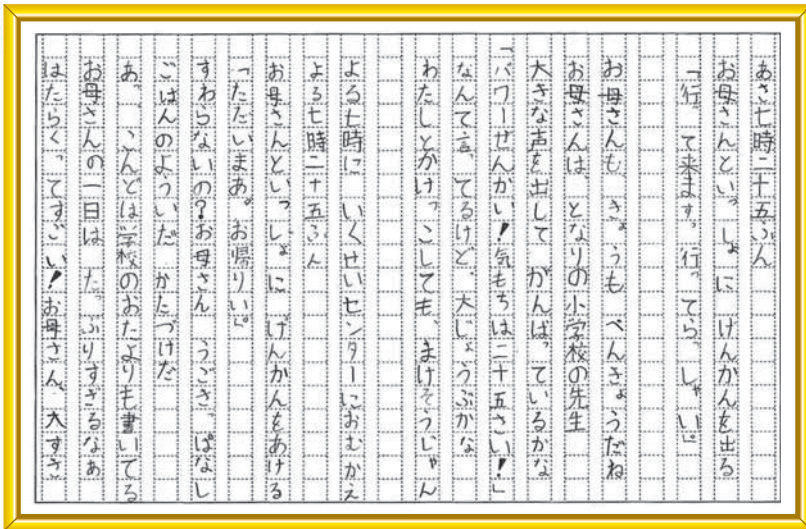 あさ七時二十五ぶん
お母さんといっしょに げんかんを出る
「行って来ます。行ってらっしゃい。」
お母さんも、きょうも べんきょうだね
お母さんは、となりの小学校の先生
大きな声を出して がんばっているかな
「パワーぜんかい!気もちは二十五さい!」
なんて言ってるけど、大じょうぶかな
わたしとかけっこしても、まけそうじゃん
よる七時に いくせいセンターにおむかえ
よる七時二十五ふん
お母さんといっしょに げんかんをあける
「ただいまあ。お帰りい。」
すわらないの?お母さん うごきっぱなし
ごはんのよういだ かたづけだ
あっ、こんどは学校のおたよりも書いてる
お母さんの一日は たっぷりすぎるなあ
はたらくってすごい!お母さん、大すき